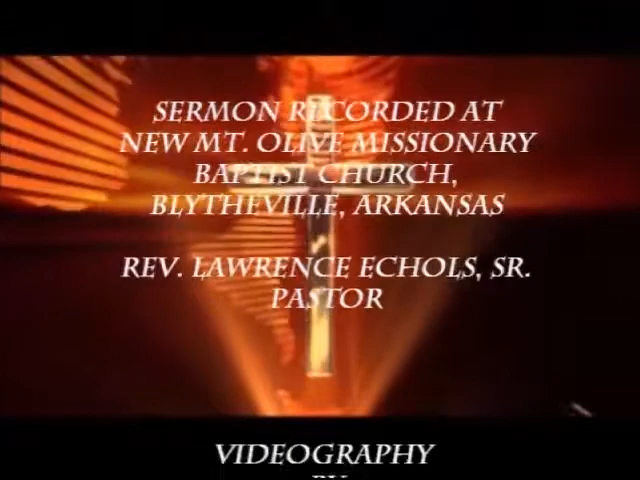 SERMON RECORDED AT
NEW MT. OLIVE MISSIONARY
BAPTIST CHURCH,
BLYTHEVILLE, ARKANSAS
REV. LAWRENCE ECHOLS, SR.
PASTOR
VIDEOGRAPHY